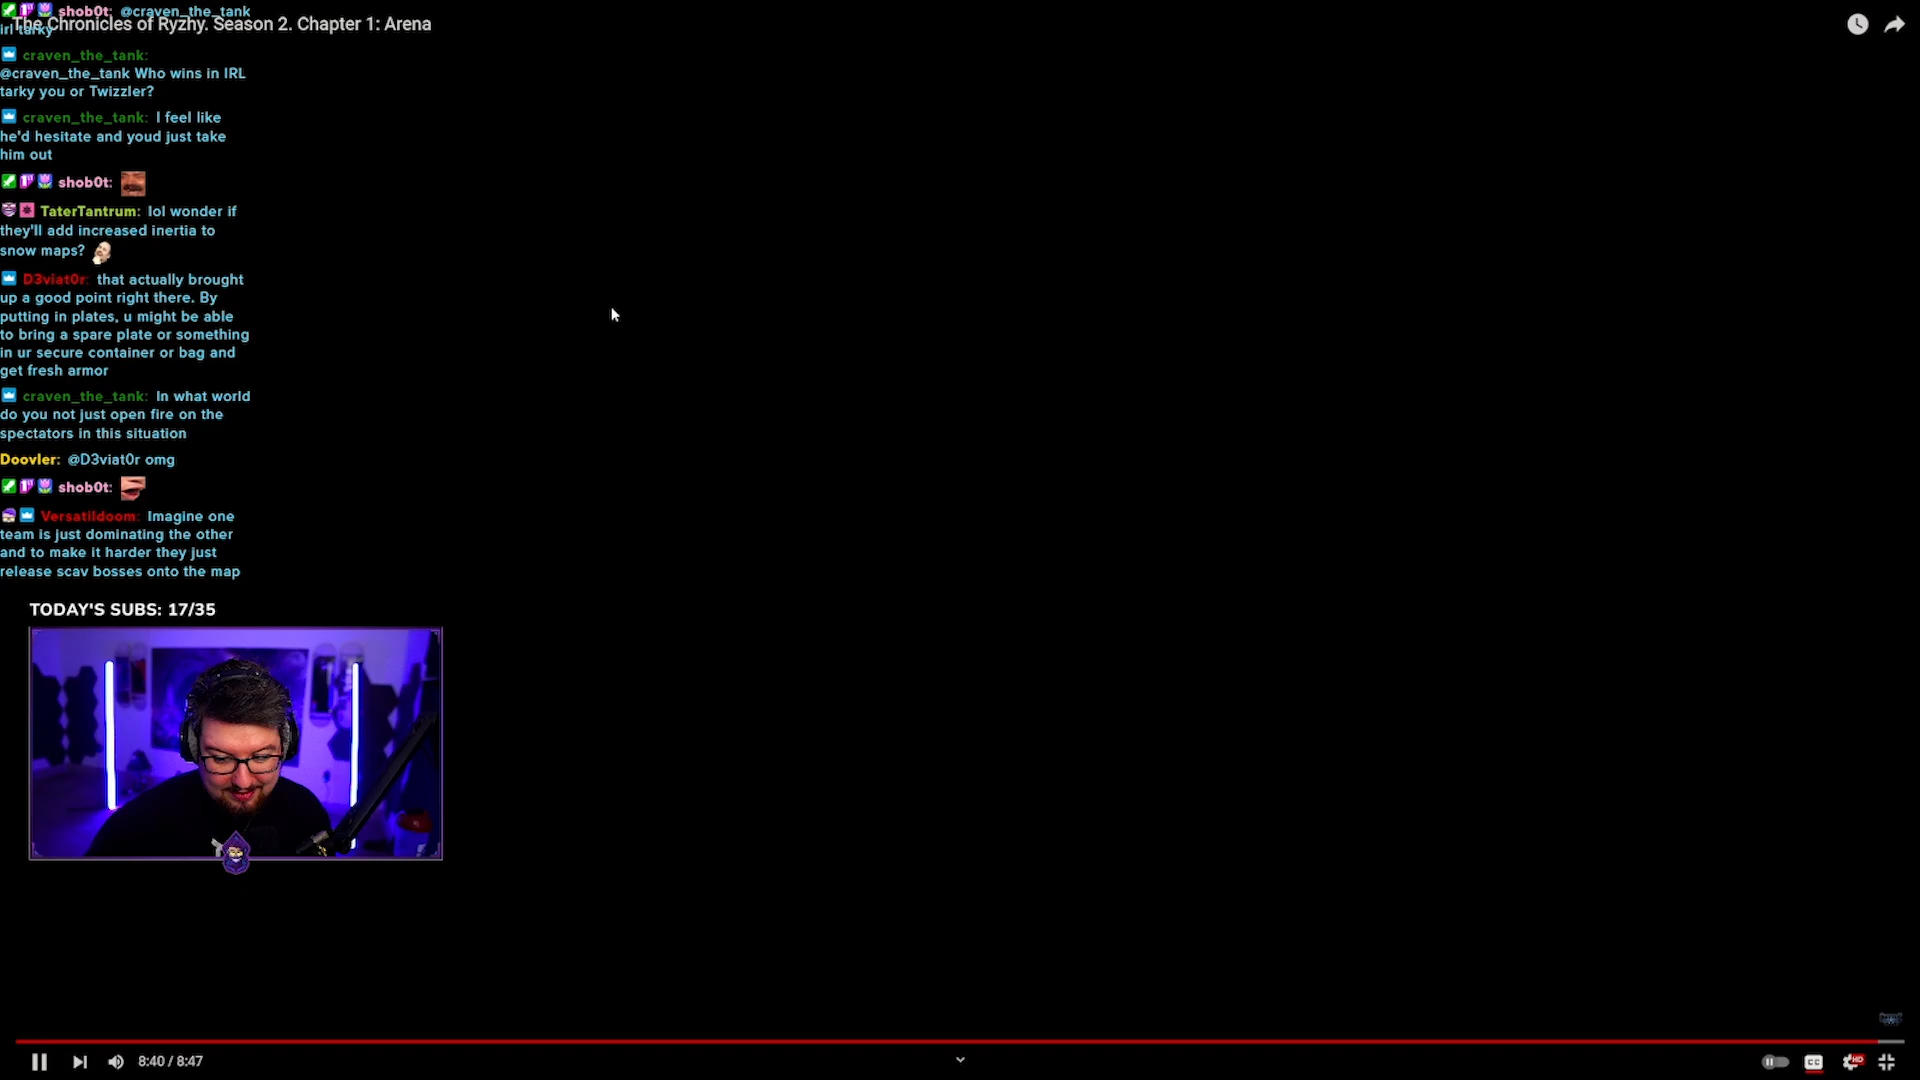 shob0t: @craven_the_tank
irl tarky
The Chronicles of Ryzhy. Season 2. Chapter 1: Arena
craven_the_tank:
@craven_the_tank Who wins in IRL
tarky you or Twizzler?
craven_the_tank: I feel like
he'd hesitate and youd just take
him out
shob0t:
TaterTantrum: lol wonder if
they'll add increased inertia to
snow maps?
D3viat0r: that actually brought
up a good point right there. By
putting in plates, u might be able
to bring a spare plate or something
in ur secure container or bag and
get fresh armor
craven_the_tank: In what world
do you not just open fire on the
spectators in this situation
Doovler: @D3viat0r omg
shob0t:
Versatildoom: Imagine one
team is just dominating the other
and to make it harder they just
release scav bosses onto the map
TODAY'S SUBS: 17/35
8:40 / 8:47
CC
HD